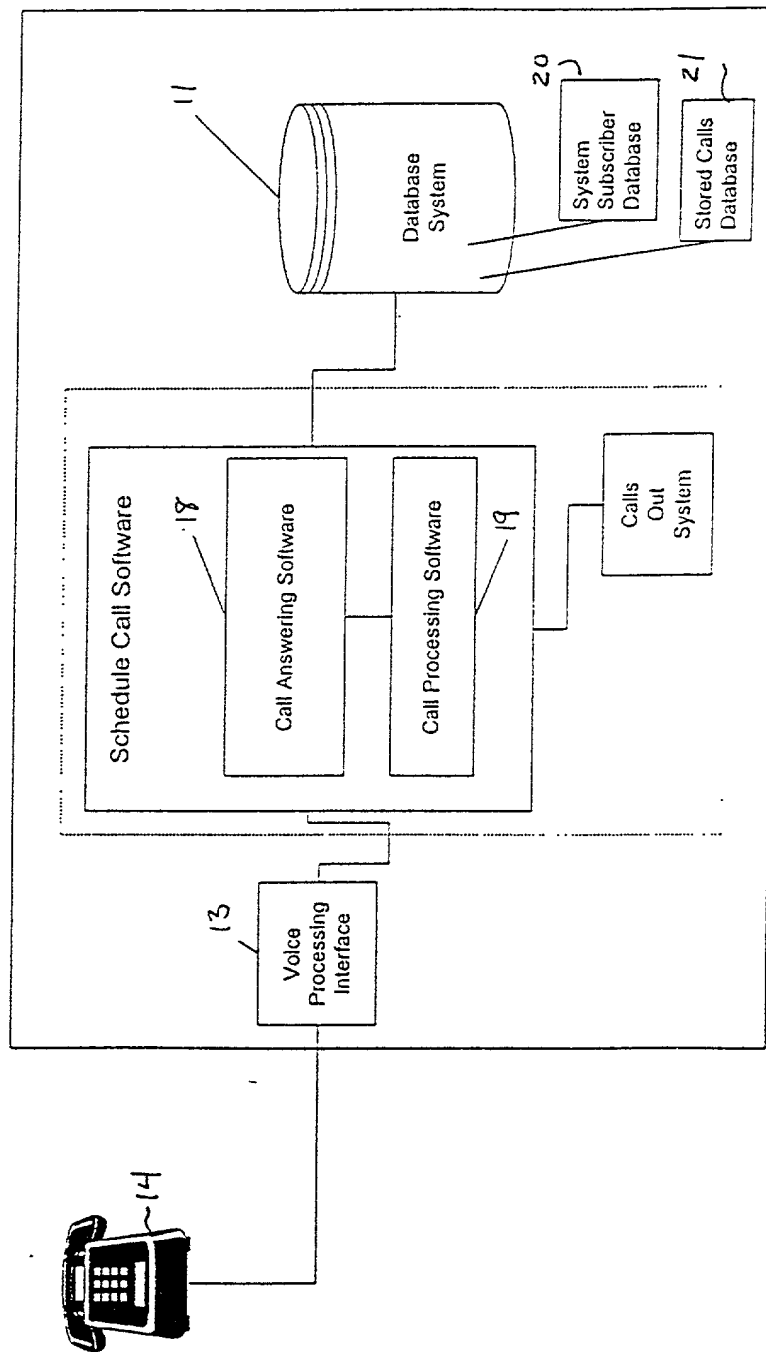 14
13
Voice
Processing
Interface
Schedule Call Software
18
Call Answering Software
Call Processing Software
19
Calls
Out
System
11
Database
System
20
System
Subscriber
Database
21
Stored Calls
Database